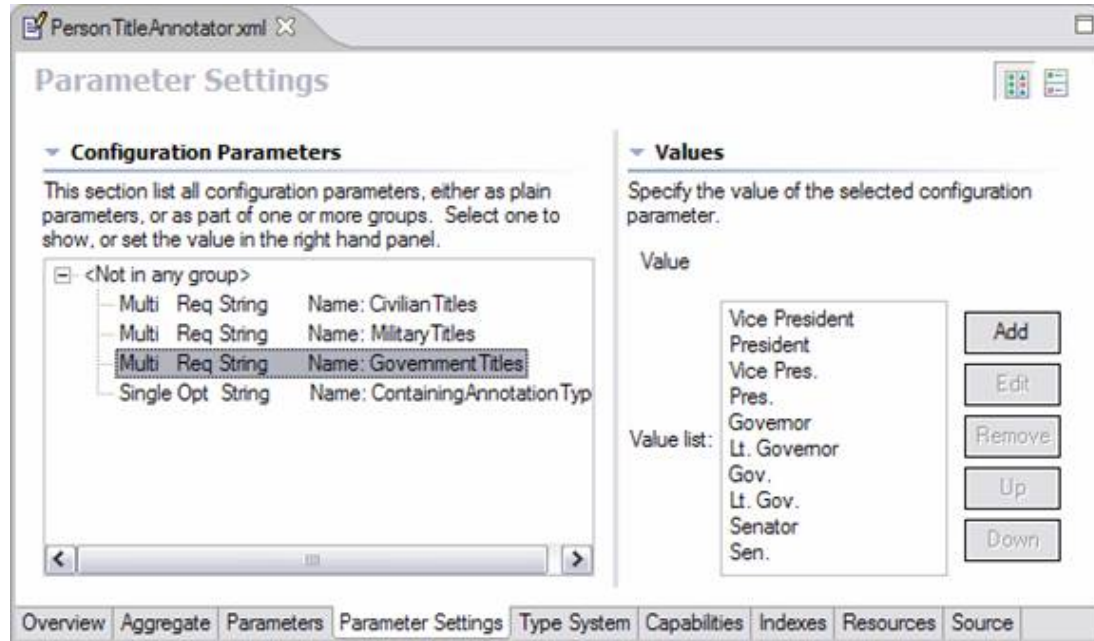 PersonTitleAnnotator.xml
Parameter Settings
Configuration Parameters
This section list all configuration parameters, either as plain
parameters, or as part of one or more groups. Select one to
show, or set the value in the right hand panel.
<Not in any group>
Multi Req String Name: CivilianTitles
Multi Req String Name: MilitaryTitles
Multi Req String Name: GovernmentTitles
Single Opt String Name: ContainingAnnotationTyp
Values
Specify the value of the selected configuration
parameter.
Value
Value list:
Vice President
President
Vice Pres.
Pres.
Governor
Lt. Governor
Gov.
Lt. Gov.
Senator
Sen.
Add
Edit
Remove
Up
Down
Overview Aggregate Parameters Parameter Settings Type System Capabilities Indexes Resources Source